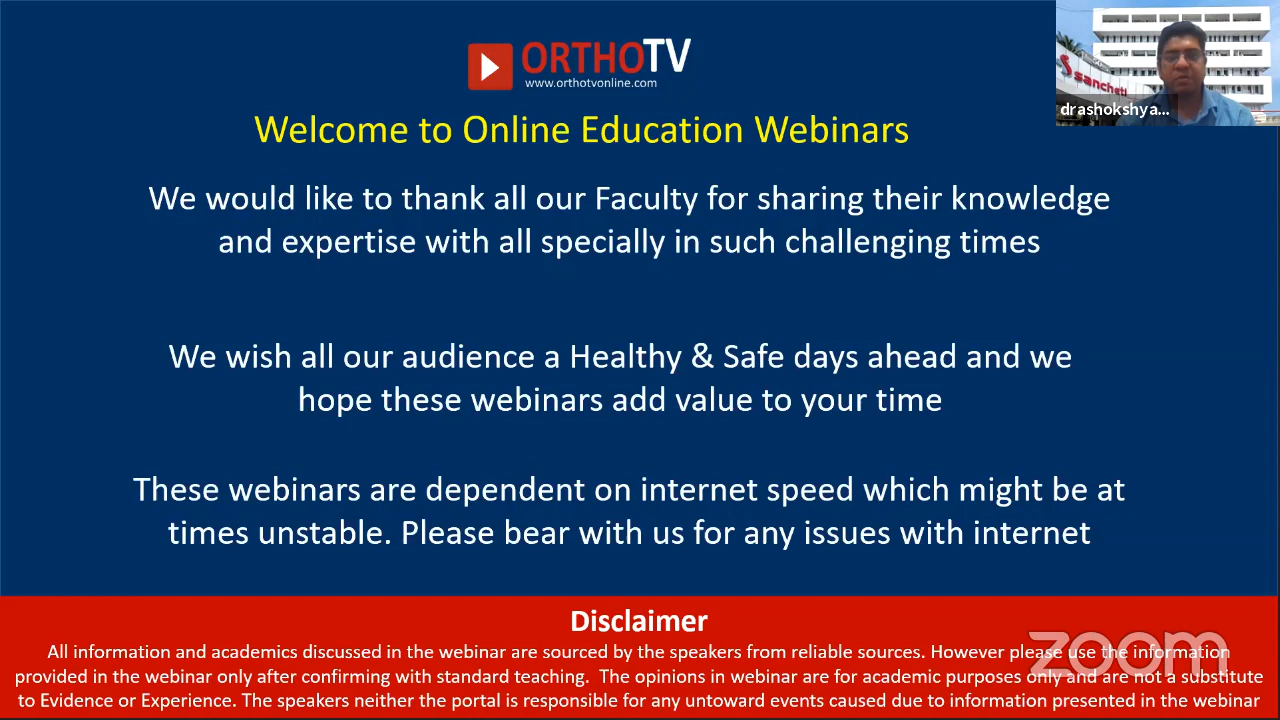 ORTHOTV
www.orthotvonline.com
sancheti
drashokshya...
Welcome to Online Education Webinars
We would like to thank all our Faculty for sharing their knowledge
and expertise with all specially in such challenging times
We wish all our audience a Healthy & Safe days ahead and we
hope these webinars add value to your time
These webinars are dependent on internet speed which might be at
times unstable. Please bear with us for any issues with internet
Disclaimer
All information and academics discussed in the webinar are sourced by the speakers from reliable sources. However please use the information
provided in the webinar only after confirming with standard teaching.  The opinions in webinar are for academic purposes only and are not a substitute
to Evidence or Experience. The speakers neither the portal is responsible for any untoward events caused due to information presented in the webinar
zoom